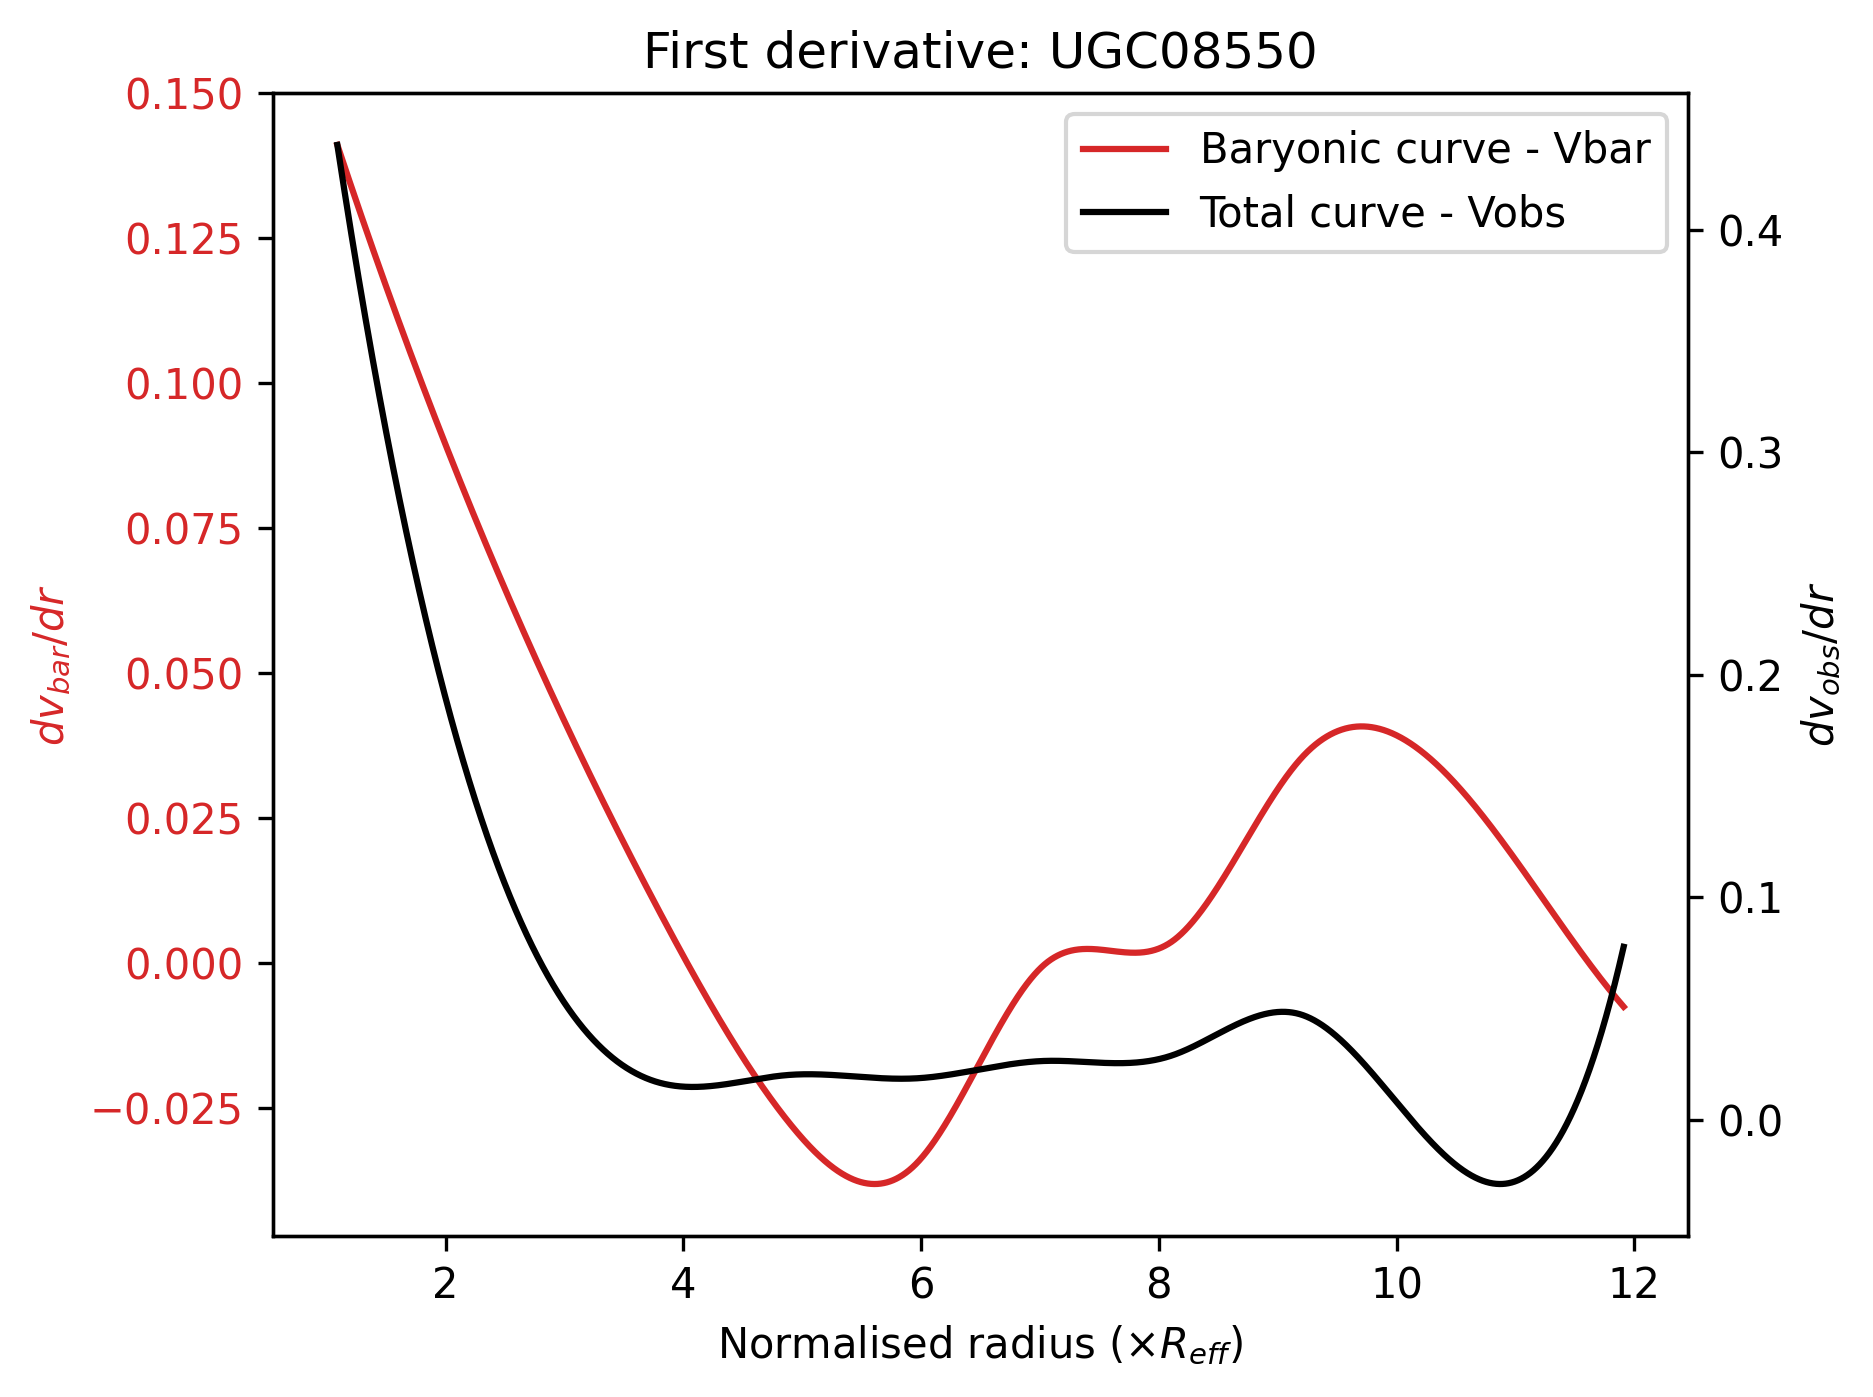 First derivative: UGC08550
0.150
0.125
0.100
0.075
0.050
0.025
0.000
−0.025
dv_bar/dr
Baryonic curve - Vbar
Total curve - Vobs
0.4
0.3
0.2
0.1
0.0
dv_obs/dr
2 4 6 8 10 12
Normalised radius (×R_eff)